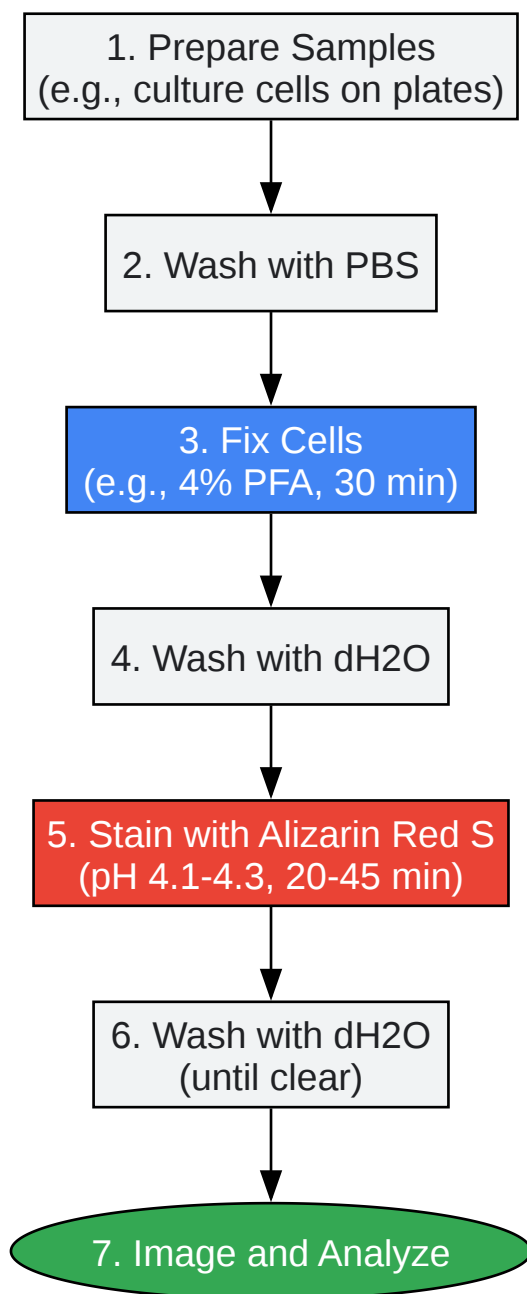 1. Prepare Samples
(e.g., culture cells on plates)
2. Wash with PBS
3. Fix Cells
(e.g., 4% PFA, 30 min)
4. Wash with dH2O
5. Stain with Alizarin Red S
(pH 4.1-4.3, 20-45 min)
6. Wash with dH2O
(until clear)
7. Image and Analyze